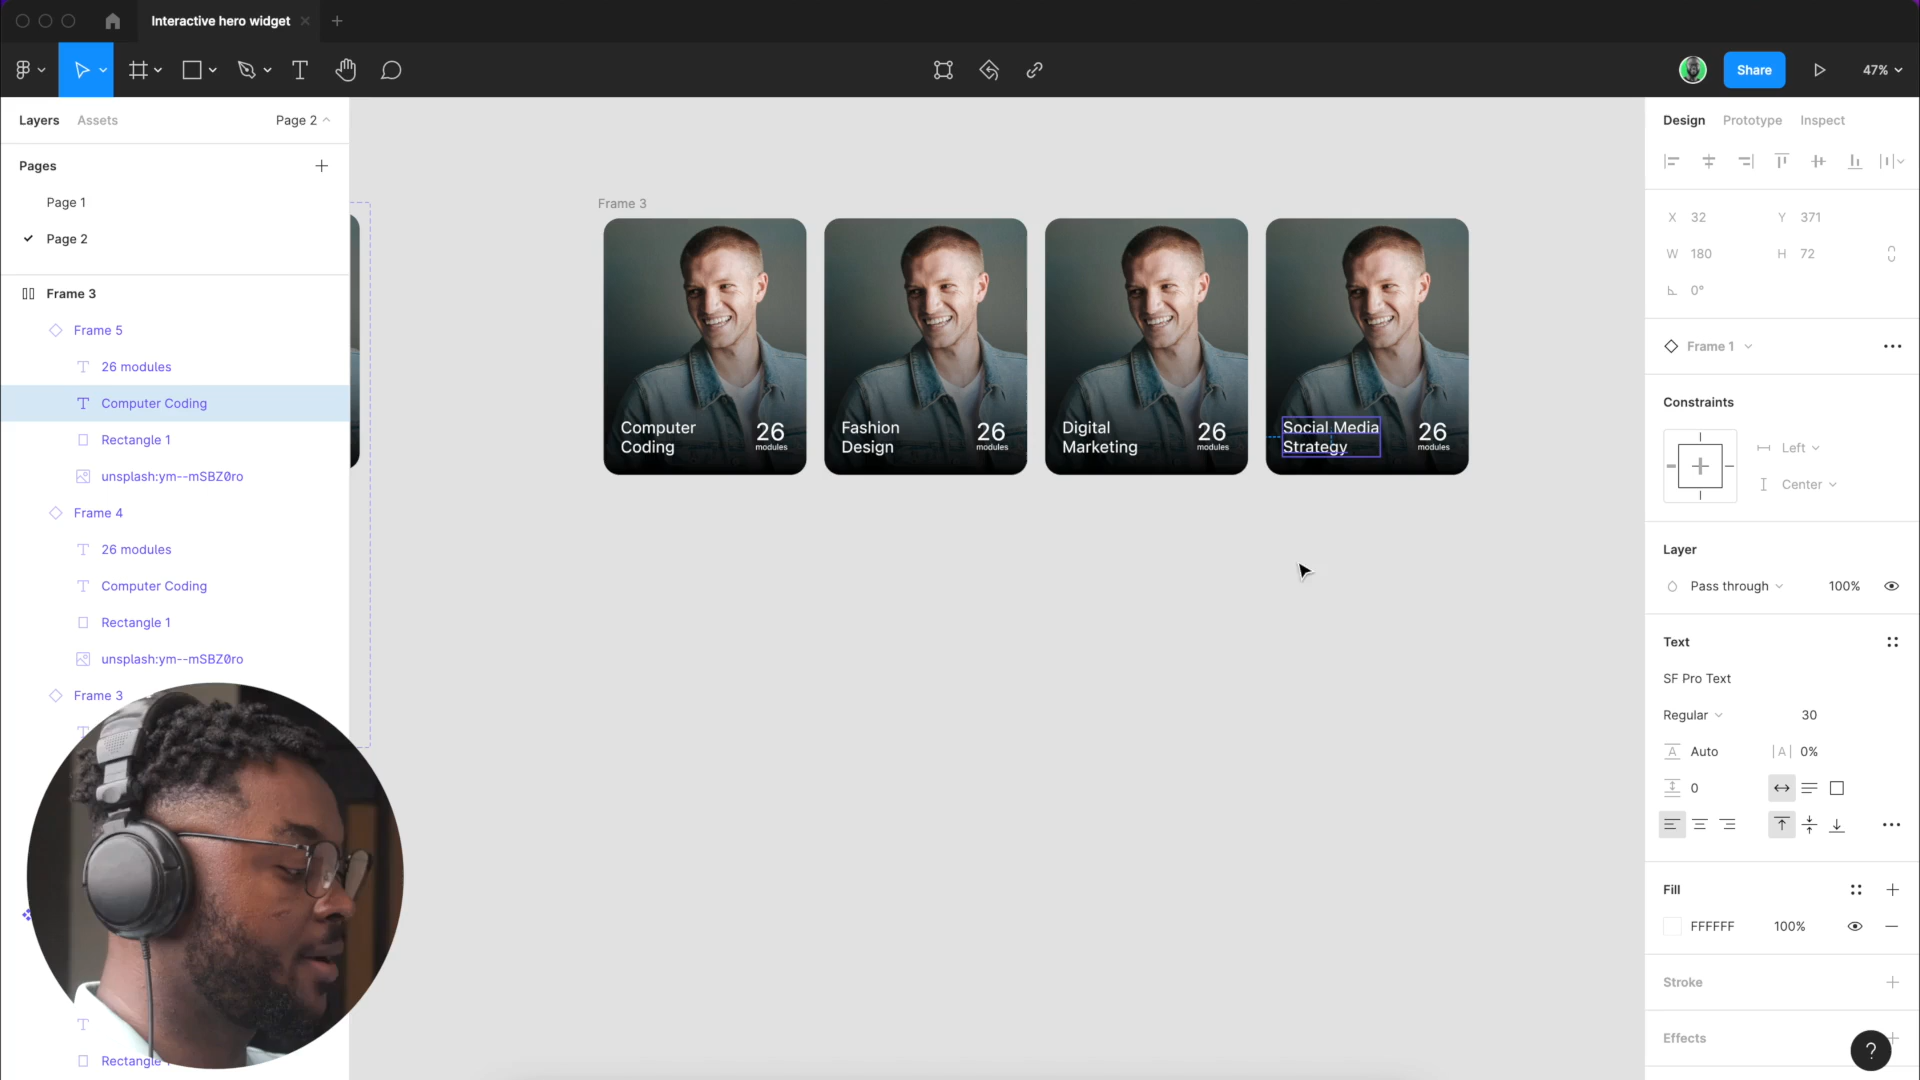 Interactive hero widget
Share
47%
Layers
Assets
Page 2
Pages
Page 1
Page 2
Frame 3
Frame 5
26 modules
Computer Coding
Rectangle 1
unsplash:ym--mSBZ0ro
Frame 4
26 modules
Computer Coding
Rectangle 1
unsplash:ym--mSBZ0ro
Frame 3
Rectangle
Frame 3
Computer
Coding
26
modules
Fashion
Design
26
modules
Digital
Marketing
26
modules
Social Media
Strategy
26
modules
Design
Prototype
Inspect
X 32
Y 371
W 180
H 72
0°
Frame 1
Constraints
Left
Center
Layer
Pass through
100%
Text
SF Pro Text
Regular
30
Auto
0%
0
Fill
FFFFFF
100%
Stroke
Effects
?